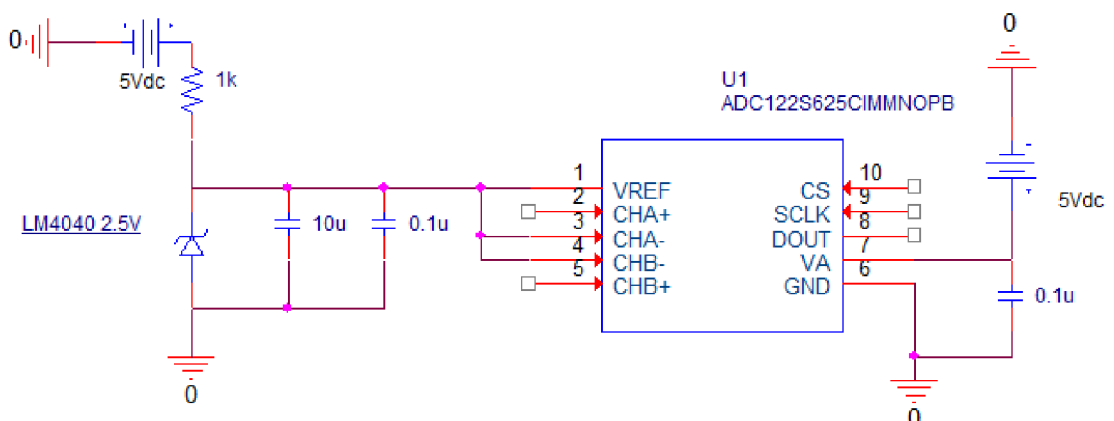 0
5Vdc
1k
U1
ADC122S625CIMMNOPB
0
5Vdc
LM4040 2.5V
10u
0.1u
1
2
3
4
5
VREF
CHA+
CHA-
CHB-
CHB+
CS
SCLK
DOUT
VA
GND
10
9
8
7
6
0.1u
0
0